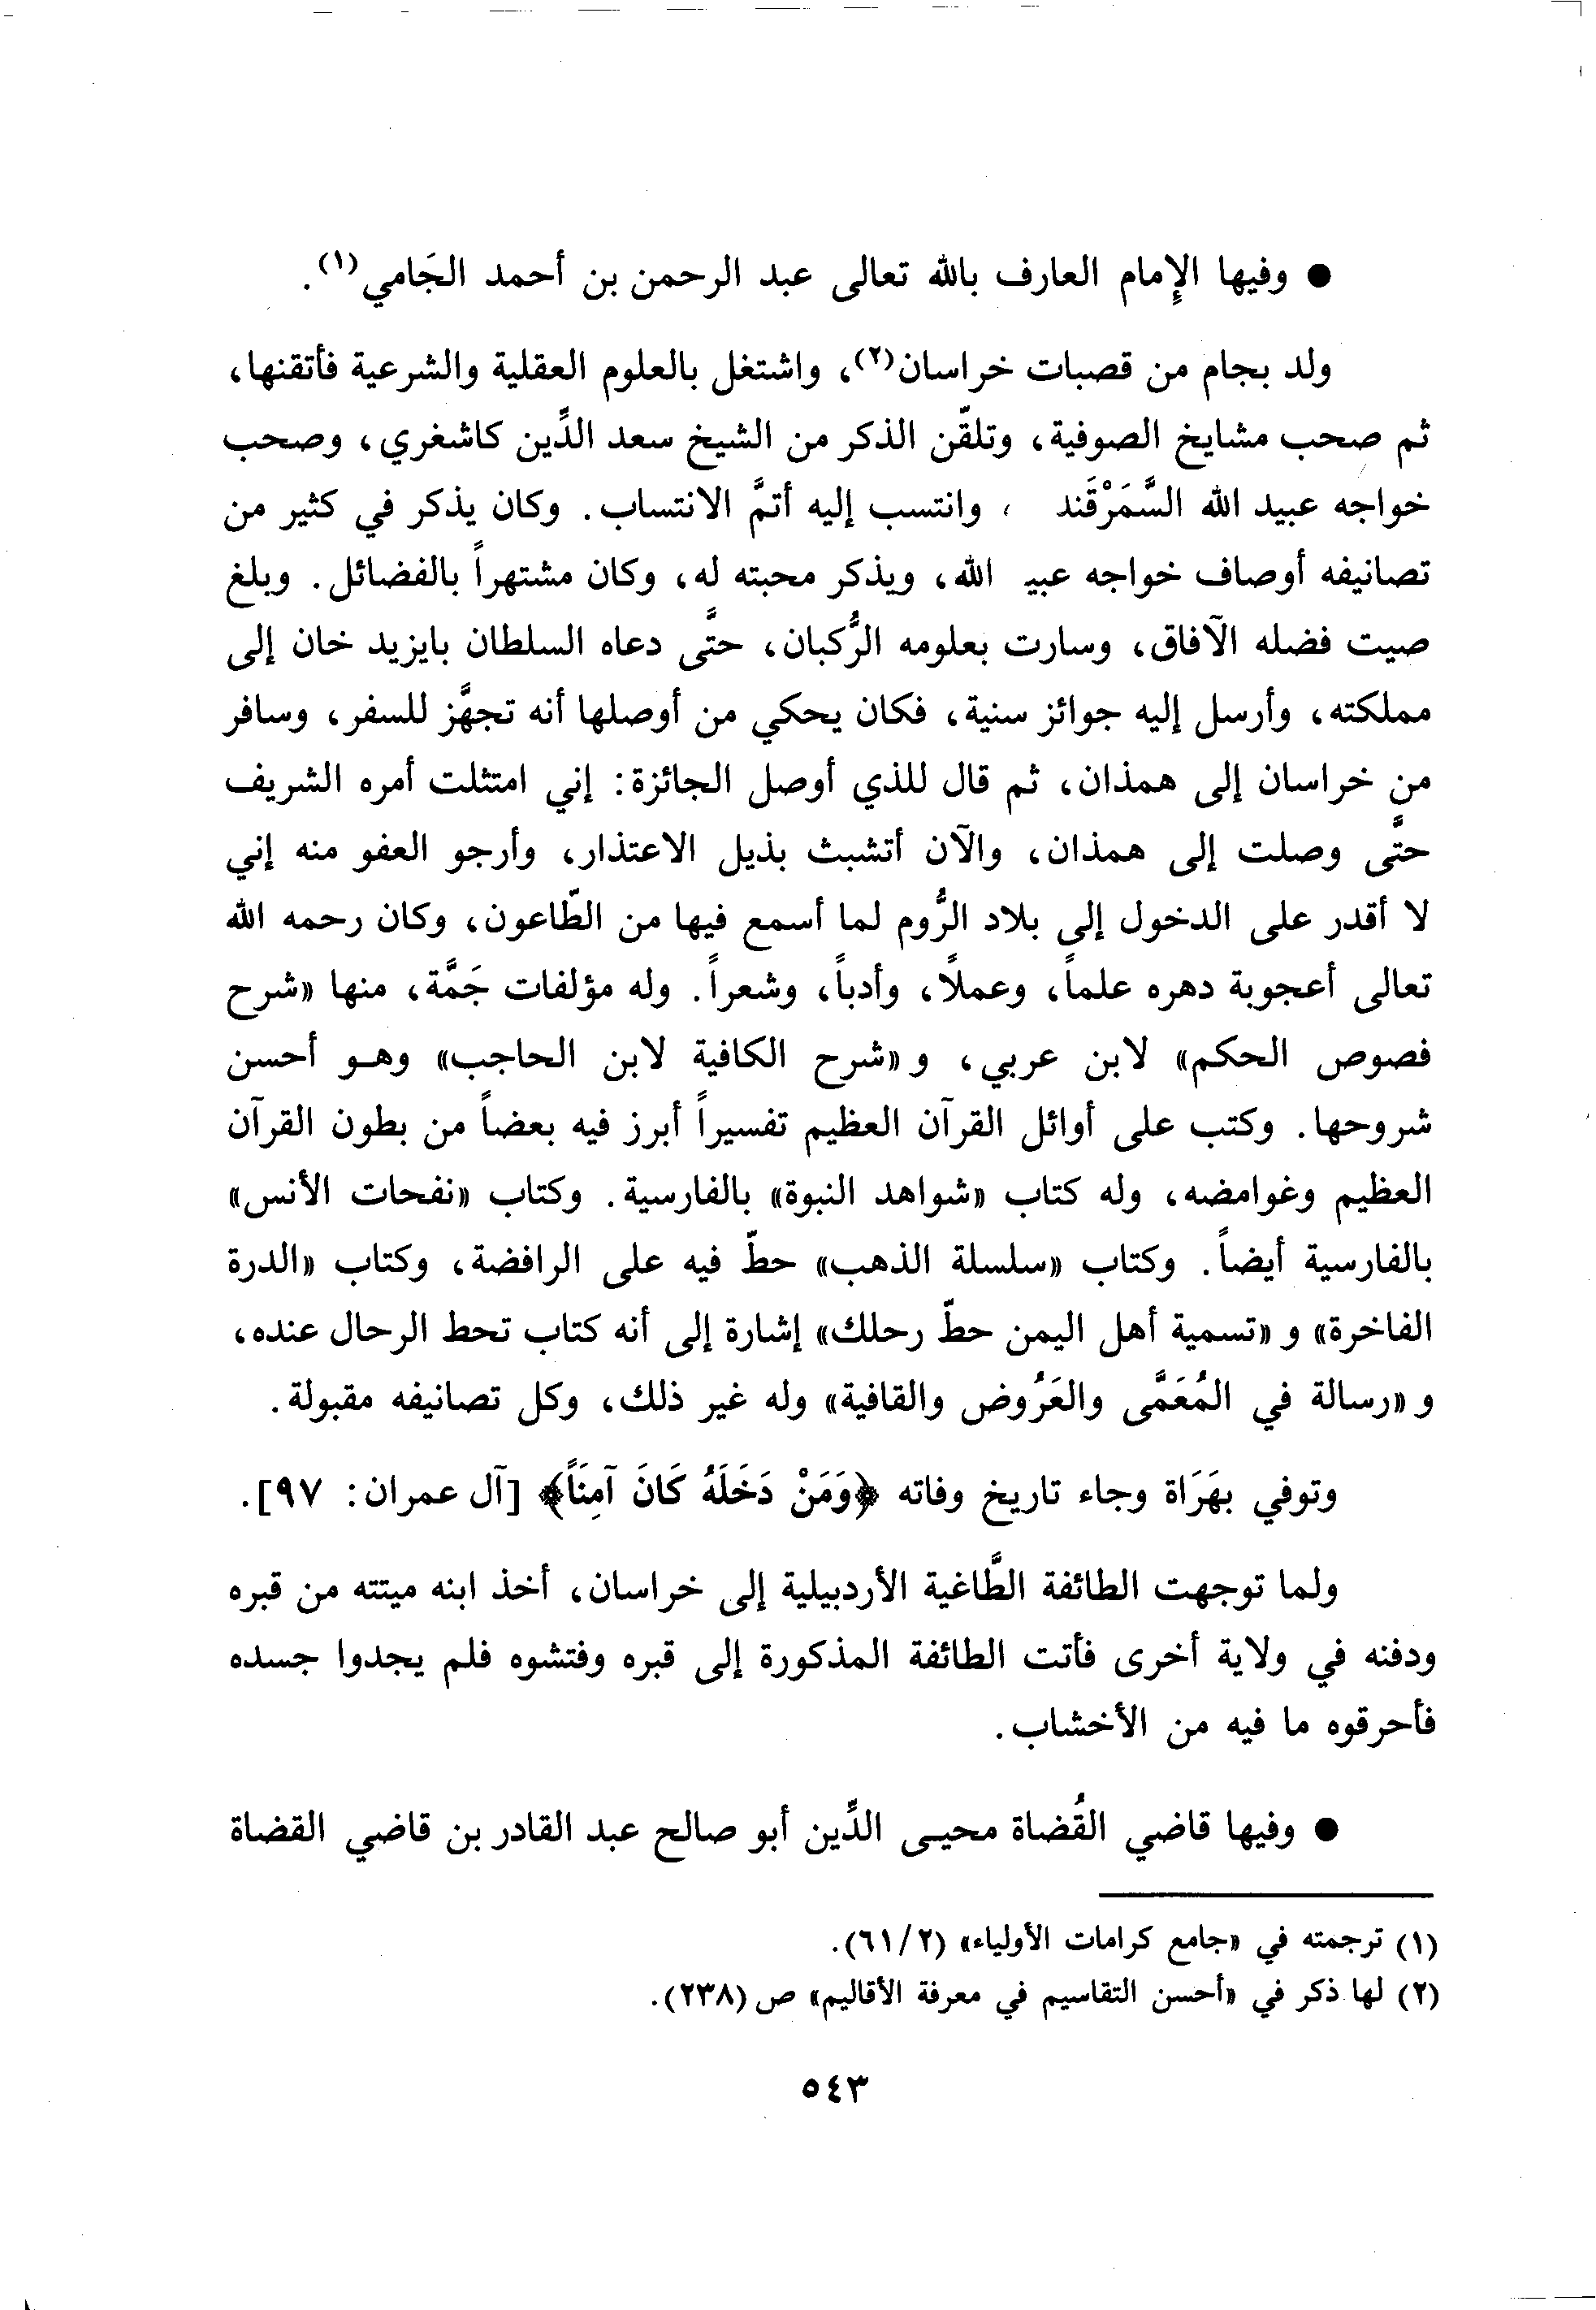 ● وفيها الإِمام العارف بالله تعالى عبد الرحمن بن أحمد الجَامي(١).
ولد بجام من قصبات خراسان(٢)، واشتغل بالعلوم العقلية والشرعية فأتقنها،
ثم صحب مشايخ الصوفية، وتلقّن الذكر من الشيخ سعد الدِّين كاشغري، وصحب
خواجه عبيد الله السَّمَرْقَند ، وانتسب إليه أتمَّ الانتساب. وكان يذكر في كثير من
تصانيفه أوصاف خواجه عبيـ الله، ويذكر محبته له، وكان مشتهراً بالفضائل. وبلغ
صيت فضله الآفاق، وسارت بعلومه الرُّكبان، حتَّى دعاه السلطان بايزيد خان إلى
مملكته، وأرسل إليه جوائز سنية، فكان يحكي من أوصلها أنه تجهَّز للسفر، وسافر
من خراسان إلى همذان، ثم قال للذي أوصل الجائزة: إني امتثلت أمره الشريف
حتَّى وصلت إلى همذان، والآن أتشبث بذيل الاعتذار، وأرجو العفو منه إني
لا أقدر على الدخول إلى بلاد الرُّوم لما أسمع فيها من الطّاعون، وكان رحمه الله
تعالى أعجوبة دهره علماً، وعملاً، وأدباً، وشعراً. وله مؤلفات جَمَّة، منها «شرح
فصوص الحكم» لابن عربي، و «شرح الكافية لابن الحاجب» وهـو أحسن
شروحها. وكتب على أوائل القرآن العظيم تفسيراً أبرز فيه بعضاً من بطون القرآن
العظيم وغوامضه، وله كتاب «شواهد النبوة» بالفارسية. وكتاب «نفحات الأنس»
بالفارسية أيضاً. وكتاب «سلسلة الذهب» حطّ فيه على الرافضة، وكتاب «الدرة
الفاخرة» و «تسمية أهل اليمن حطّ رحلك» إشارة إلى أنه كتاب تحط الرحال عنده،
و «رسالة في المُعَمَّى والعَرُوض والقافية» وله غير ذلك، وكل تصانيفه مقبولة.
وتوفي بهَرَاة وجاء تاريخ وفاته ﴿وَمَنْ دَخَلَهُ كَانَ آمِنَاً﴾ [آل عمران: ٩٧].
ولما توجهت الطائفة الطَّاغية الأردبيلية إلى خراسان، أخذ ابنه ميتته من قبره
ودفنه في ولاية أخرى فأتت الطائفة المذكورة إلى قبره وفتشوه فلم يجدوا جسده
فأحرقوه ما فيه من الأخشاب.
● وفيها قاضي القُضاة محيـى الدِّين أبو صالح عبد القادر بن قاضي القضاة
(١) ترجمته في «جامع كرامات الأولياء» (٦١/٢).
(٢) لها ذكر في «أحسن التقاسيم في معرفة الأقاليم» ص (٢٣٨).
٥٤٣